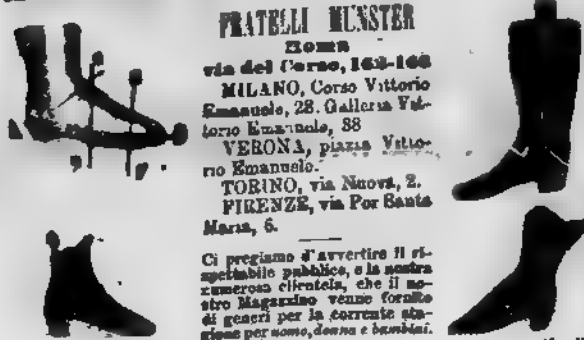 FRATELLI MUNSTER
Roma
via del Corso, 162-163
MILANO, Corso Vittorio
Emanuele, 28. Galleria Vit-
torio Emanuele, 88
VERONA, piazza Vitto-
rio Emanuele.
TORINO, via Nuova, 2.
FIRENZE, via Por Santa
Maria, 6.
Ci pregiamo d'avvertire il ri-
spettabile pubblico, e la nostra
numerosa clientela, che il no-
stro Magazzino venne fornito
di generi per la corrente sta-
gione per uomo, donna e bambini.